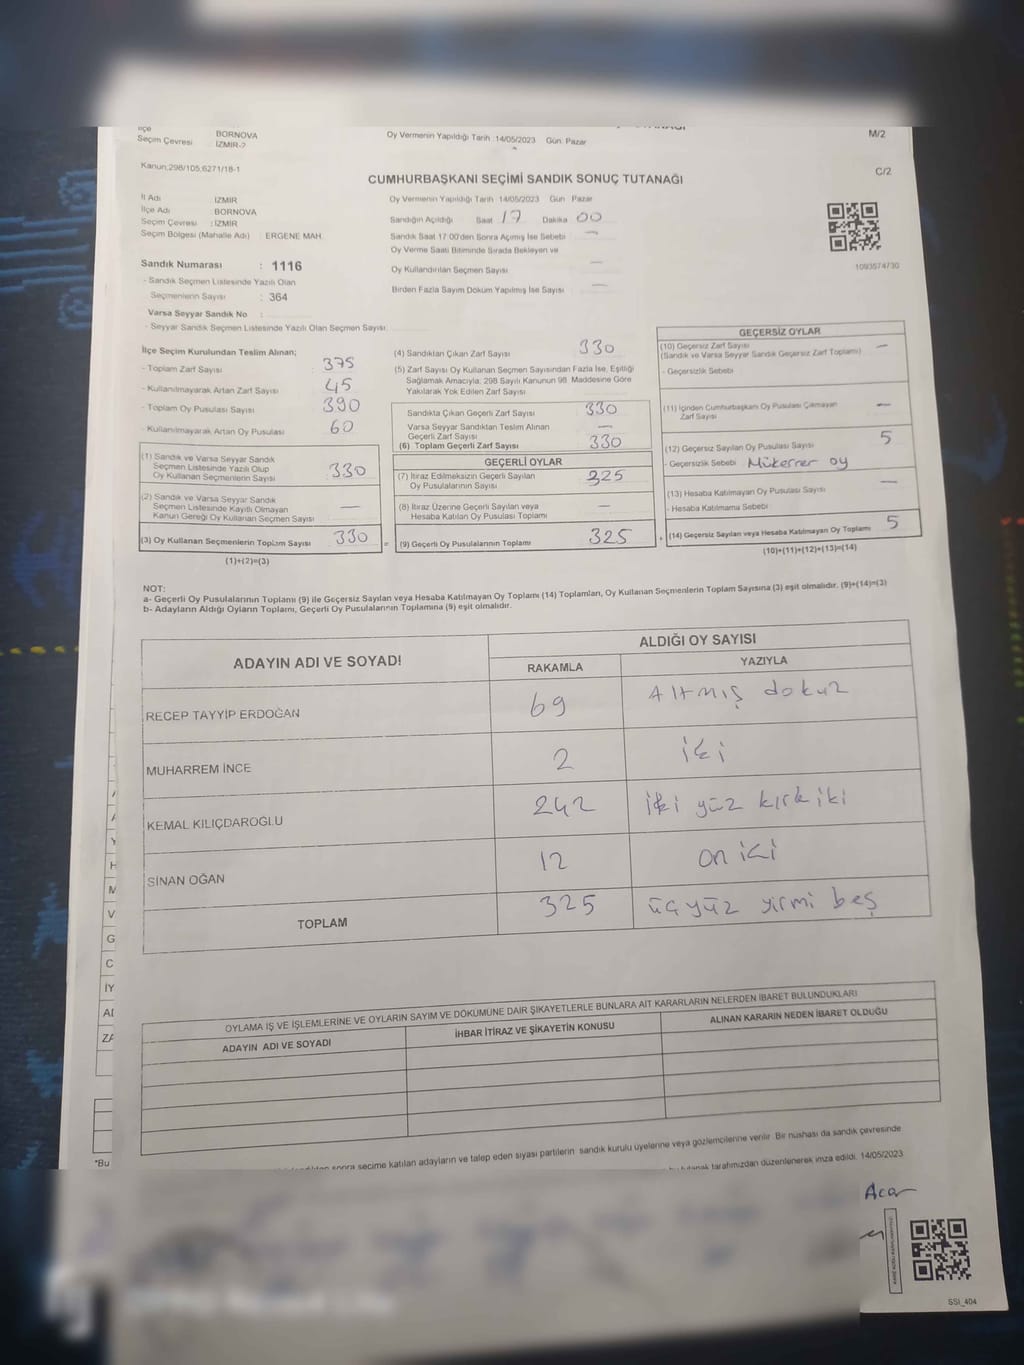 İlçe BORNOVA
Seçim Çevresi İZMİR-2
Oy Vermenin Yapıldığı Tarih :14/05/2023 Gün: Pazar
M/2
Kanun:298/105,6271/18-1
C/2
CUMHURBAŞKANI SEÇİMİ SANDIK SONUÇ TUTANAĞI
İl Adı İZMİR
İlçe Adı BORNOVA
Seçim Çevresi : İZMİR
Seçim Bölgesi (Mahalle Adı) : ERGENE MAH.
Oy Vermenin Yapıldığı Tarih 14/05/2023 Gün Pazar
Sandığın Açıldığı Saat 17 Dakika 00
Sandık Saat 17:00'den Sonra Açımış İse Sebebi —
Oy Verme Saati Bitiminde Sırada Bekleyen ve
Oy Kullandırılan Seçmen Sayısı —
Birden Fazla Sayım Döküm Yapılmış İse Sayısı —
Sandık Numarası : 1116
- Sandık Seçmen Listesinde Yazılı Olan
Seçmenlerin Sayısı : 364
Varsa Seyyar Sandık No :
- Seyyar Sandık Seçmen Listesinde Yazılı Olan Seçmen Sayısı:
İlçe Seçim Kurulundan Teslim Alınan;
- Toplam Zarf Sayısı : 375
- Kullanılmayarak Artan Zarf Sayısı : 45
- Toplam Oy Pusulası Sayısı : 390
- Kullanılmayarak Artan Oy Pusulası : 60
(1) Sandık ve Varsa Seyyar Sandık
Seçmen Listesinde Yazılı Olup
Oy Kullanan Seçmenlerin Sayısı 330
(2) Sandık ve Varsa Seyyar Sandık
Seçmen Listesinde Kayıtlı Olmayan
Kanun Gereği Oy Kullanan Seçmen Sayısı —
(3) Oy Kullanan Seçmenlerin Toplam Sayısı 330
(1)+(2)=(3)
(4) Sandıktan Çıkan Zarf Sayısı 330
(5) Zarf Sayısı Oy Kullanan Seçmen Sayısından Fazla İse, Eşitliği
Sağlamak Amacıyla, 298 Sayılı Kanunun 98. Maddesine Göre
Yakılarak Yok Edilen Zarf Sayısı
Sandıkta Çıkan Geçerli Zarf Sayısı 330
Varsa Seyyar Sandıktan Teslim Alınan
Geçerli Zarf Sayısı —
(6) Toplam Geçerli Zarf Sayısı 330
GEÇERLİ OYLAR
(7) İtiraz Edilmeksizin Geçerli Sayılan
Oy Pusulalarının Sayısı 325
(8) İtiraz Üzerine Geçerli Sayılan veya
Hesaba Katılan Oy Pusulası Toplamı —
= (9) Geçerli Oy Pusulalarının Toplamı 325
GEÇERSİZ OYLAR
(10) Geçersiz Zarf Sayısı —
(Sandık ve Varsa Seyyar Sandık Geçersiz Zarf Toplamı)
- Geçersizlik Sebebi
(11) İçinden Cumhurbaşkanı Oy Pusulası Çıkmayan
Zarf Sayısı —
(12) Geçersiz Sayılan Oy Pusulası Sayısı 5
- Geçersizlik Sebebi Mükerrer oy
(13) Hesaba Katılmayan Oy Pusulası Sayısı —
- Hesaba Katılmama Sebebi
+ (14) Geçersiz Sayılan veya Hesaba Katılmayan Oy Toplamı 5
(10)+(11)+(12)+(13)=(14)
NOT:
a- Geçerli Oy Pusulalarının Toplamı (9) ile Geçersiz Sayılan veya Hesaba Katılmayan Oy Toplamı (14) Toplamları, Oy Kullanan Seçmenlerin Toplam Sayısına (3) eşit olmalıdır. (9)+(14)=(3)
b- Adayların Aldığı Oyların Toplamı, Geçerli Oy Pusulalarının Toplamına (9) eşit olmalıdır.
ADAYIN ADI VE SOYADI
ALDIĞI OY SAYISI
RAKAMLA YAZIYLA
RECEP TAYYİP ERDOĞAN 69 Altmış dokuz
MUHARREM İNCE 2 iki
KEMAL KILIÇDAROĞLU 242 iki yüz kırk iki
SİNAN OĞAN 12 on iki
TOPLAM 325 üçyüz yirmi beş
OYLAMA İŞ VE İŞLEMLERİNE VE OYLARIN SAYIM VE DÖKÜMÜNE DAİR ŞİKAYETLERLE BUNLARA AİT KARARLARIN NELERDEN İBARET BULUNDUKLARI
ADAYIN ADI VE SOYADI İHBAR İTİRAZ VE ŞİKAYETİN KONUSU ALINAN KARARIN NEDEN İBARET OLDUĞU
*Bu
sonra seçime katılan adayların ve talep eden siyasi partilerin sandık kurulu üyelerine veya gözlemcilerine verilir. Bir nüshası da sandık çevresinde
tarafımızdan düzenlenerek imza edildi. 14/05/2023
Acar
SSI_404